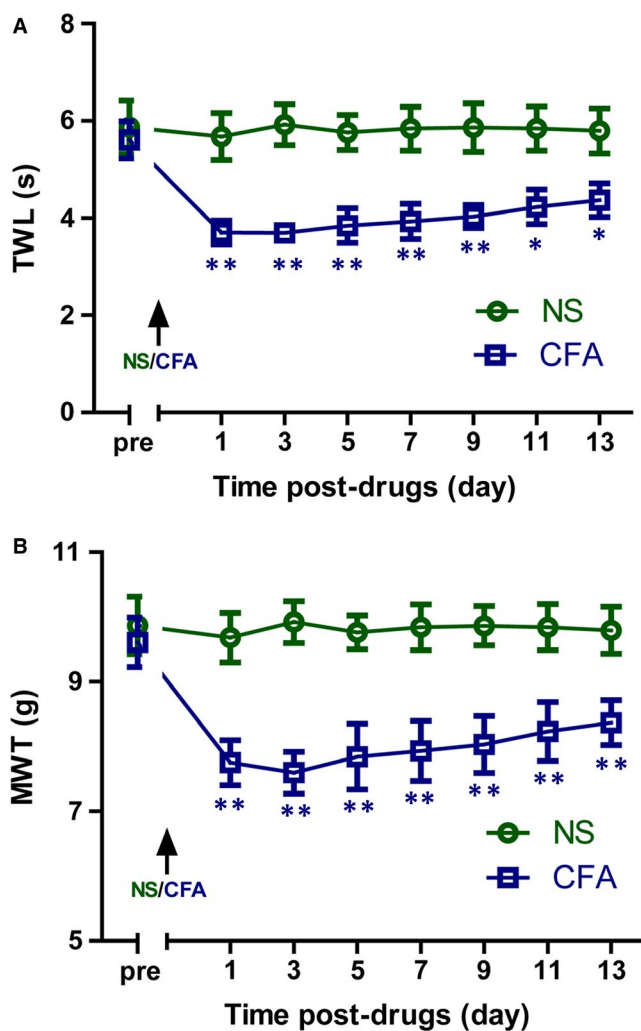 A
8
6
4
2
0
TWL (s)
** ** ** ** ** * *
NS
CFA
NS/CFA
pre 1 3 5 7 9 11 13
Time post-drugs (day)
B
11
9
7
5
MWT (g)
** ** ** ** ** ** **
NS
CFA
NS/CFA
pre 1 3 5 7 9 11 13
Time post-drugs (day)